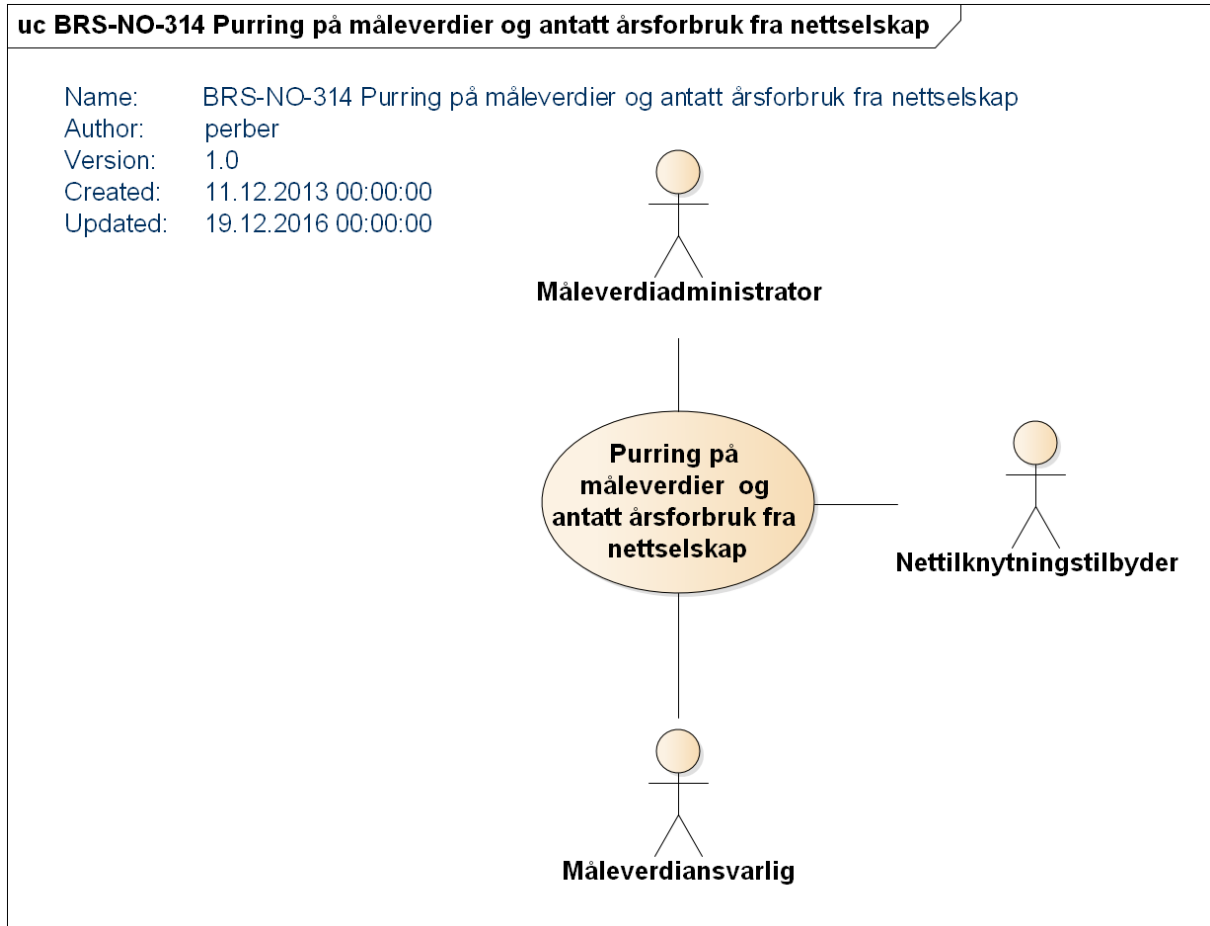 uc BRS-NO-314 Purring på måleverdier og antatt årsforbruk fra nettselskap
Name: BRS-NO-314 Purring på måleverdier og antatt årsforbruk fra nettselskap
Author: perber
Version: 1.0
Created: 11.12.2013 00:00:00
Updated: 19.12.2016 00:00:00
Måleverdiadministrator
Purring på
måleverdier og
antatt årsforbruk fra
nettselskap
Nettilknytningstilbyder
Måleverdiansvarlig